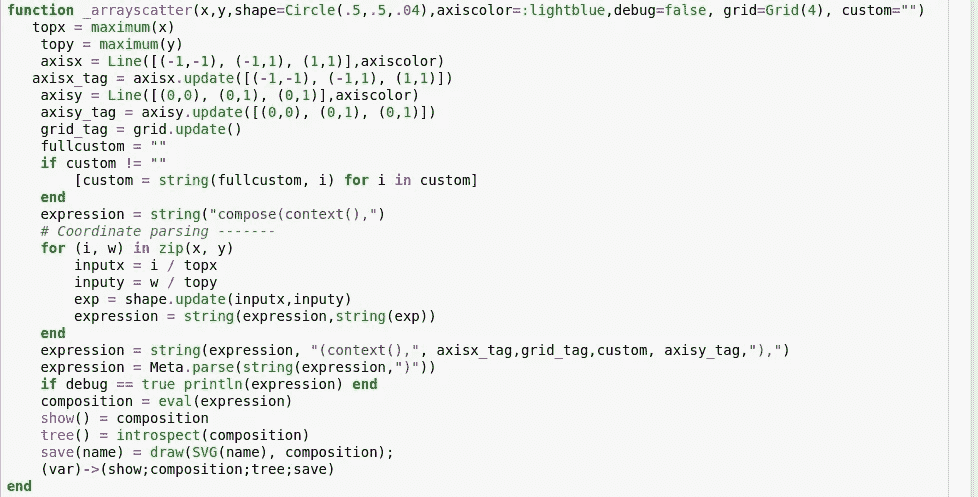 function _arrayscatter(x,y,shape=Circle(.5,.5,.04),axiscolor=:lightblue,debug=false, grid=Grid(4), custom="")
   topx = maximum(x)
    topy = maximum(y)
    axisx = Line([(-1,-1), (-1,1), (1,1)],axiscolor)
   axisx_tag = axisx.update([(-1,-1), (-1,1), (1,1)])
    axisy = Line([(0,0), (0,1), (0,1)],axiscolor)
    axisy_tag = axisy.update([(0,0), (0,1), (0,1)])
    grid_tag = grid.update()
    fullcustom = ""
    if custom != ""
        [custom = string(fullcustom, i) for i in custom]
    end
    expression = string("compose(context(),")
    # Coordinate parsing -------
    for (i, w) in zip(x, y)
        inputx = i / topx
        inputy = w / topy
        exp = shape.update(inputx,inputy)
        expression = string(expression,string(exp))
    end
    expression = string(expression, "(context(),", axisx_tag,grid_tag,custom, axisy_tag,"),")
    expression = Meta.parse(string(expression,")"))
    if debug == true println(expression) end
    composition = eval(expression)
    show() = composition
    tree() = introspect(composition)
    save(name) = draw(SVG(name), composition);
    (var)->(show;composition;tree;save)
end